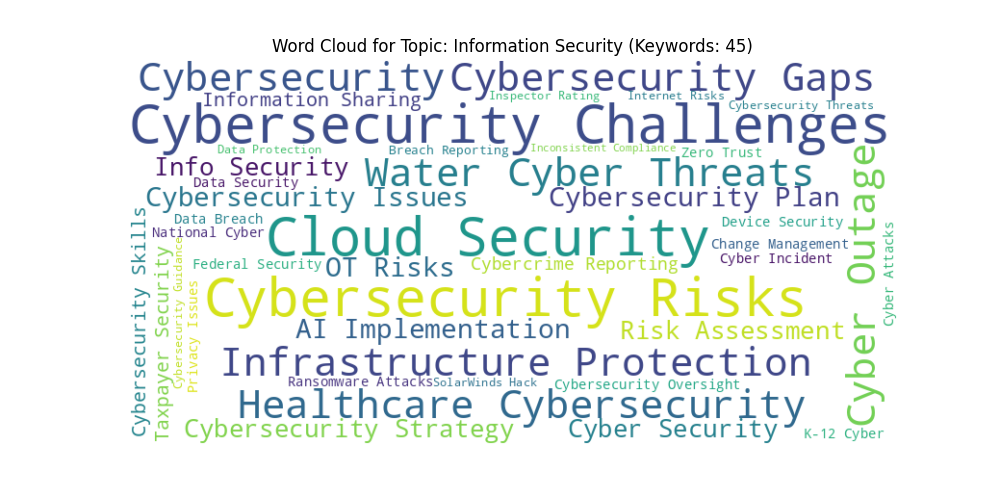 Word Cloud for Topic: Information Security (Keywords: 45)
Cybersecurity
Cybersecurity Gaps
Information Sharing
Inspector Rating
Internet Risks
Cybersecurity Threats
Cybersecurity Challenges
Data Protection
Breach Reporting
Inconsistent Compliance
Zero Trust
Info Security
Water Cyber Threats
Data Security
Cybersecurity Issues
Cybersecurity Plan
Data Breach
Device Security
National Cyber
Cloud Security
Change Management
Cyber Incident
Federal Security
OT Risks
Cybercrime Reporting
Cybersecurity Risks
AI Implementation
Risk Assessment
Infrastructure Protection
Ransomware Attacks
SolarWinds Hack
Cybersecurity Oversight
Healthcare Cybersecurity
Cybersecurity Strategy
Cyber Security
K-12 Cyber
Cybersecurity Skills
Taxpayer Security
Cybersecurity Guidance
Privacy Issues
Cyber Outage
Cyber Attacks